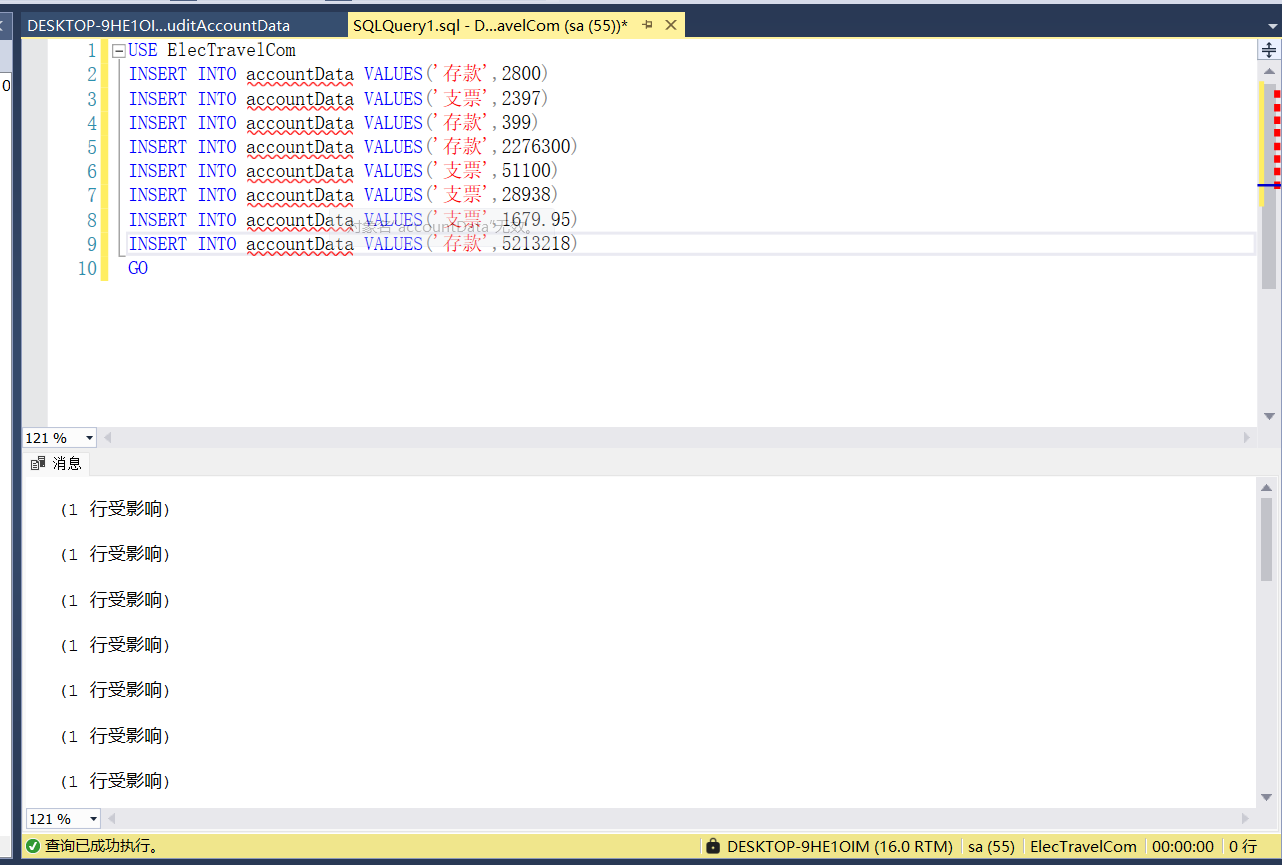 DESKTOP-9HE1OI...uditAccountData
SQLQuery1.sql - D...avelCom (sa (55))*
0
1 USE ElecTravelCom
2 INSERT INTO accountData VALUES('存款',2800)
3 INSERT INTO accountData VALUES('支票',2397)
4 INSERT INTO accountData VALUES('存款',399)
5 INSERT INTO accountData VALUES('存款',2276300)
6 INSERT INTO accountData VALUES('支票',51100)
7 INSERT INTO accountData VALUES('支票',28938)
8 INSERT INTO accountData VALUES('支票',1679.95)
对象名"accountData"无效。
9 INSERT INTO accountData VALUES('存款',5213218)
10 GO
121 %
消息
(1 行受影响)
(1 行受影响)
(1 行受影响)
(1 行受影响)
(1 行受影响)
(1 行受影响)
(1 行受影响)
121 %
查询已成功执行。
DESKTOP-9HE1OIM (16.0 RTM)
sa (55)
ElecTravelCom
00:00:00
0 行